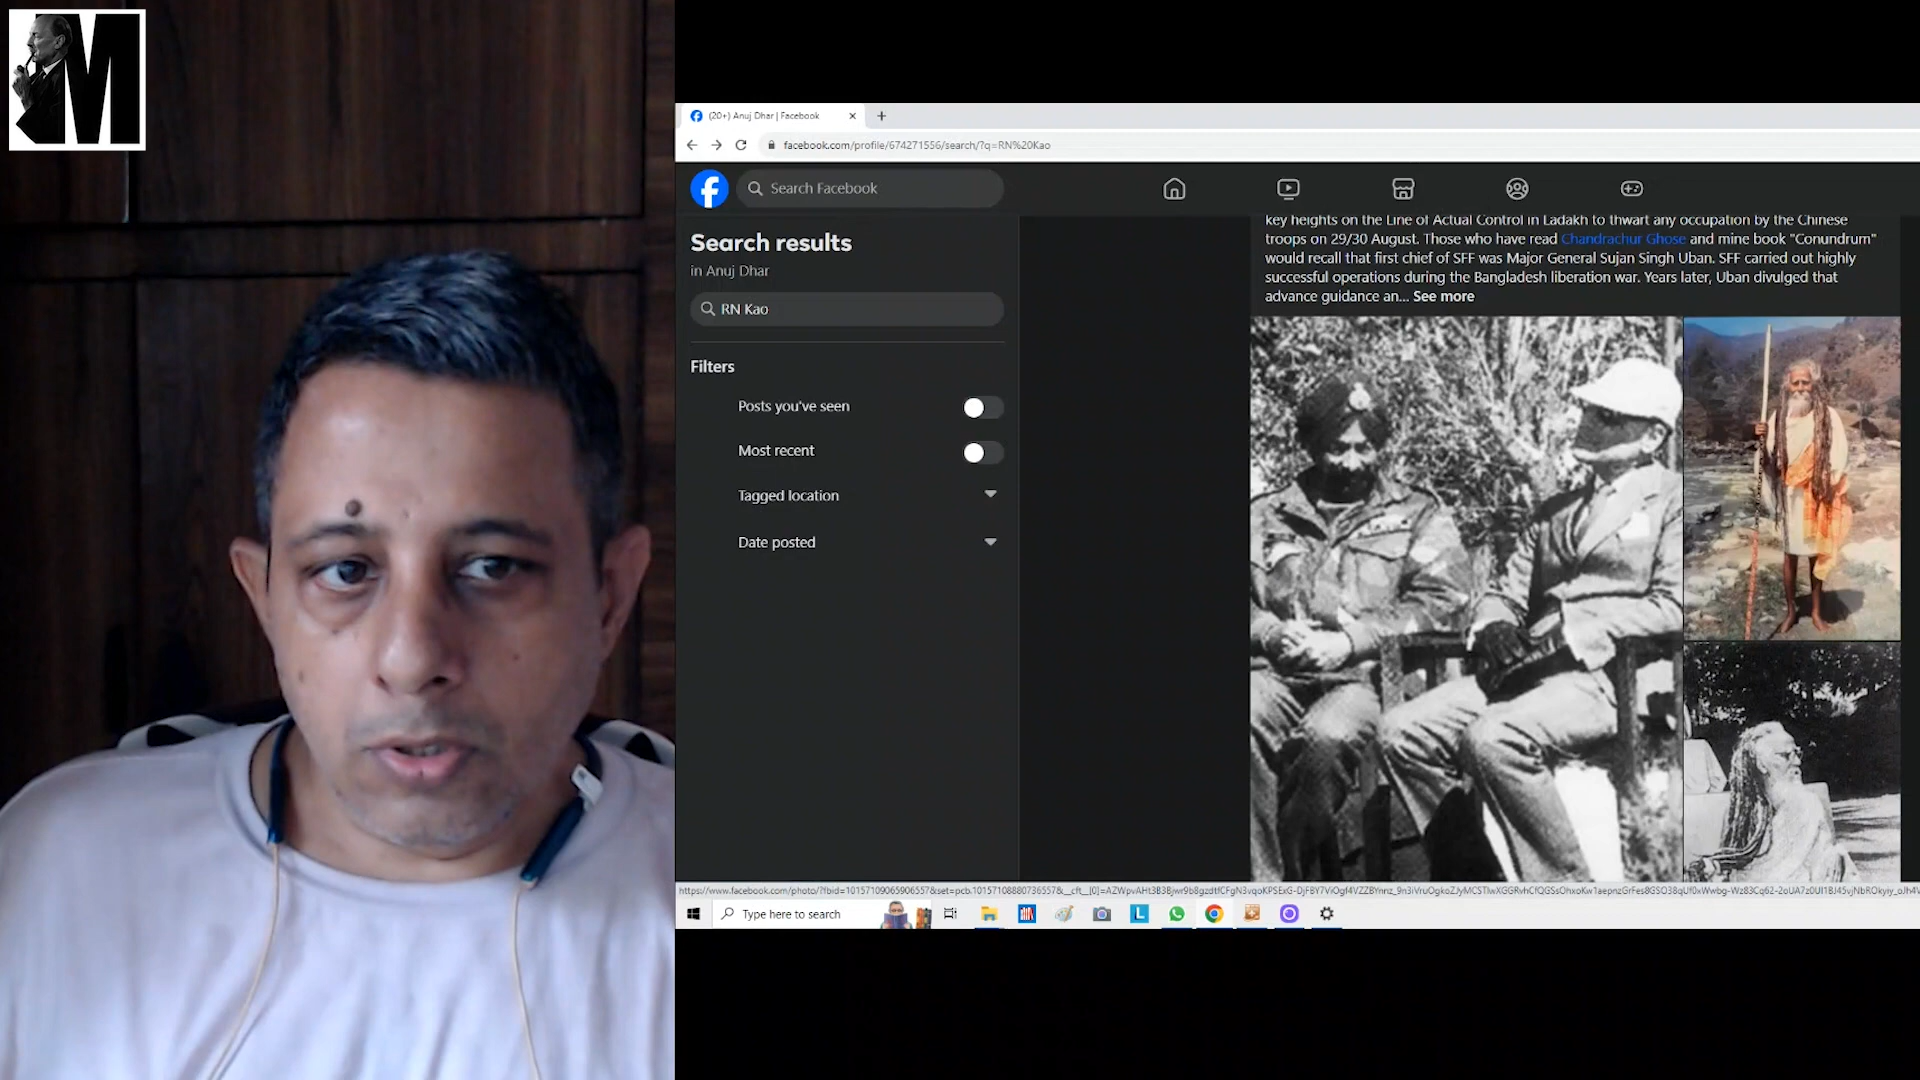 M
(20+) Anuj Dhar | Facebook
facebook.com/profile/674271556/search/?q=RN%20Kao
Search Facebook
Search results
in Anuj Dhar
RN Kao
Filters
Posts you've seen
Most recent
Tagged location
Date posted
key heights on the Line of Actual Control in Ladakh to thwart any occupation by the Chinese
troops on 29/30 August. Those who have read Chandrachur Ghose and mine book "Conundrum"
would recall that first chief of SFF was Major General Sujan Singh Uban. SFF carried out highly
successful operations during the Bangladesh liberation war. Years later, Uban divulged that
advance guidance an... See more
Type here to search
L